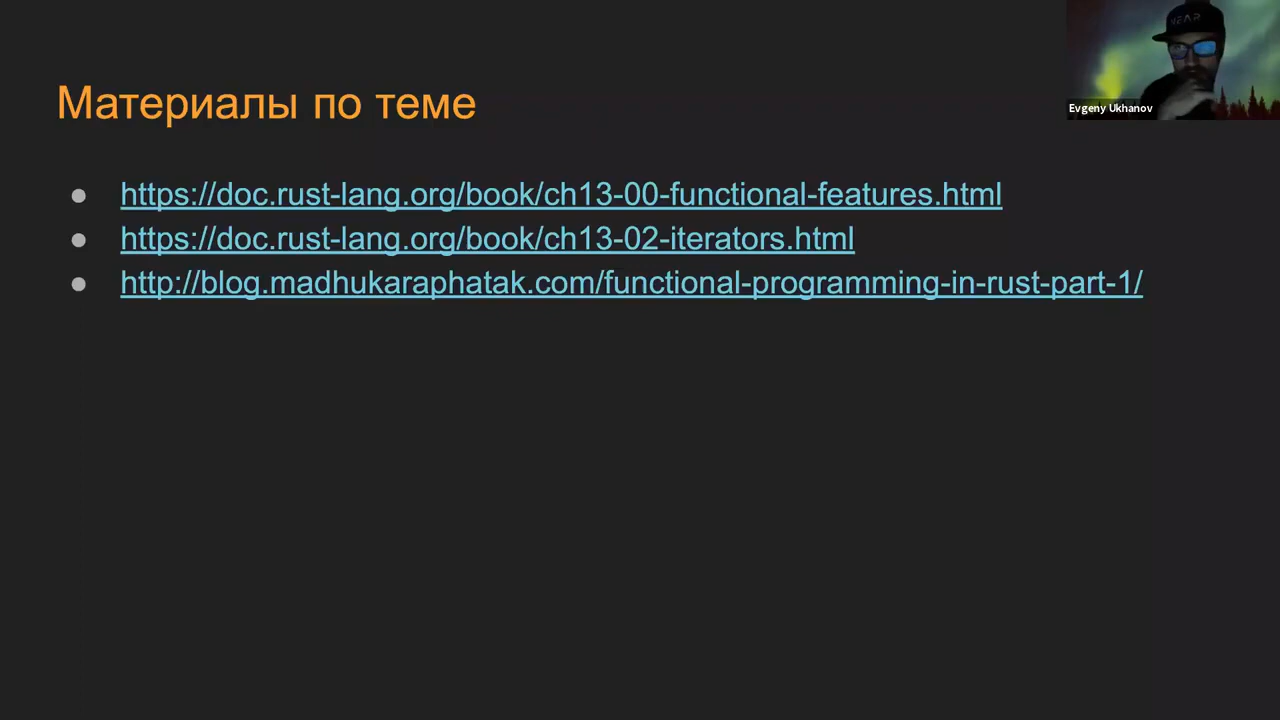 Материалы по теме
https://doc.rust-lang.org/book/ch13-00-functional-features.html
https://doc.rust-lang.org/book/ch13-02-iterators.html
http://blog.madhukaraphatak.com/functional-programming-in-rust-part-1/
NEAR
Evgeny Ukhanov